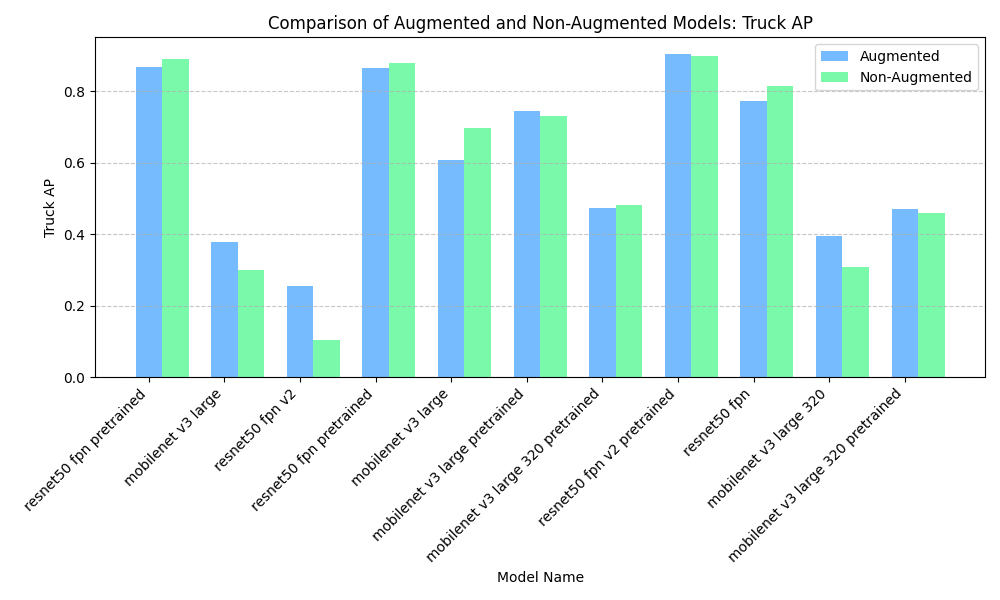 Comparison of Augmented and Non-Augmented Models: Truck AP
Augmented
Non-Augmented
Truck AP
0.8
0.6
0.4
0.2
0.0
resnet50 fpn pretrained
mobilenet v3 large
resnet50 fpn v2
resnet50 fpn pretrained
mobilenet v3 large
mobilenet v3 large pretrained
mobilenet v3 large 320 pretrained
resnet50 fpn v2 pretrained
resnet50 fpn
mobilenet v3 large 320
mobilenet v3 large 320 pretrained
Model Name